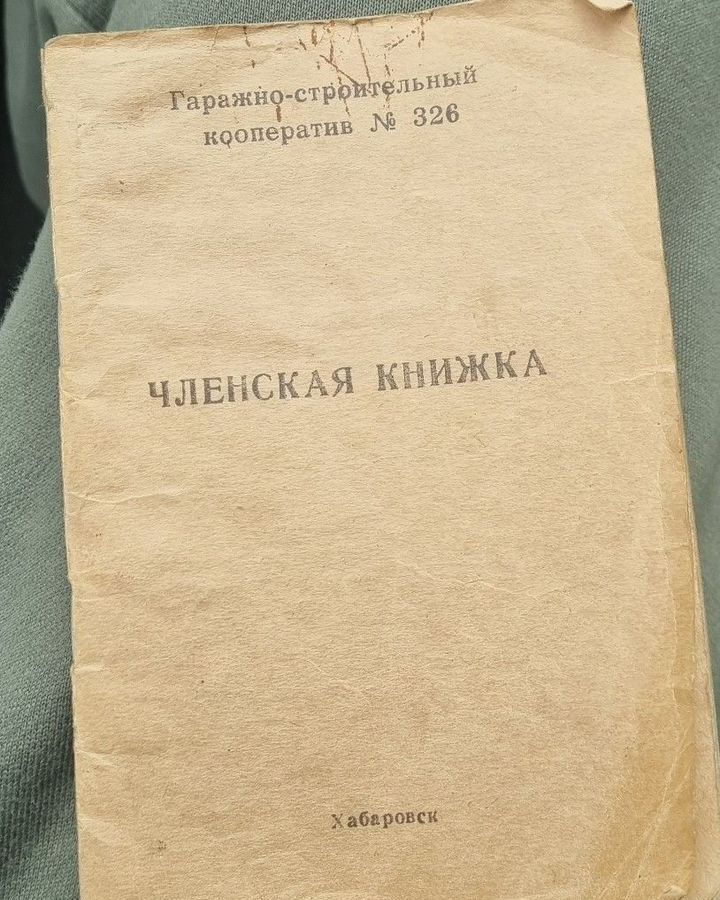 Гаражно-строительный
кооператив № 326
ЧЛЕНСКАЯ КНИЖКА
Хабаровск